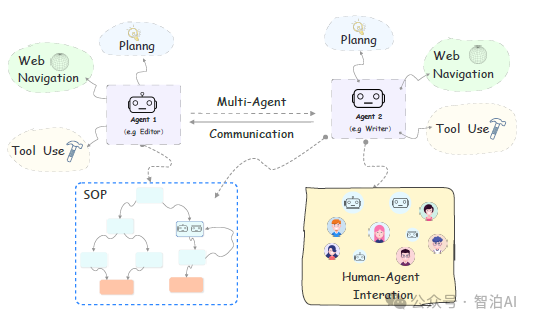 Planng
Planng
Web
Navigation
Web
Navigation
Agent 1
(e.g Editor)
Multi-Agent
Communication
Agent 2
(e.g Writer)
Tool Use
Tool Use
SOP
Human-Agent
Interation
公众号 · 智泊AI